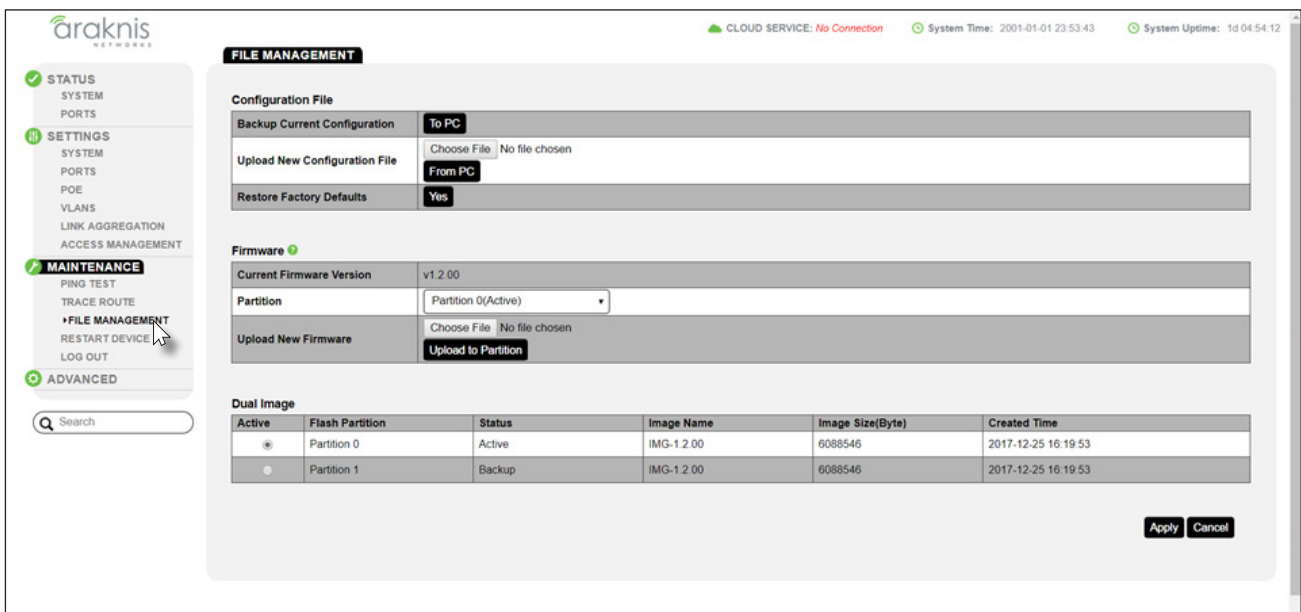 araknis
NETWORKS
CLOUD SERVICE: No Connection System Time: 2001-01-01 23:53:43 System Uptime: 1d 04:54:12
FILE MANAGEMENT
STATUS
SYSTEM
PORTS
SETTINGS
SYSTEM
PORTS
POE
VLANS
LINK AGGREGATION
ACCESS MANAGEMENT
MAINTENANCE
PING TEST
TRACE ROUTE
FILE MANAGEMENT
RESTART DEVICE
LOG OUT
ADVANCED
Search
Configuration File
Backup Current Configuration To PC
Upload New Configuration File Choose File No file chosen
From PC
Restore Factory Defaults Yes
Firmware ?
Current Firmware Version v1.2.00
Partition Partition 0(Active)
Upload New Firmware Choose File No file chosen
Upload to Partition
Dual Image
Active Flash Partition Status Image Name Image Size(Byte) Created Time
Partition 0 Active IMG-1.2.00 6088546 2017-12-25 16:19:53
Partition 1 Backup IMG-1.2.00 6088546 2017-12-25 16:19:53
Apply Cancel